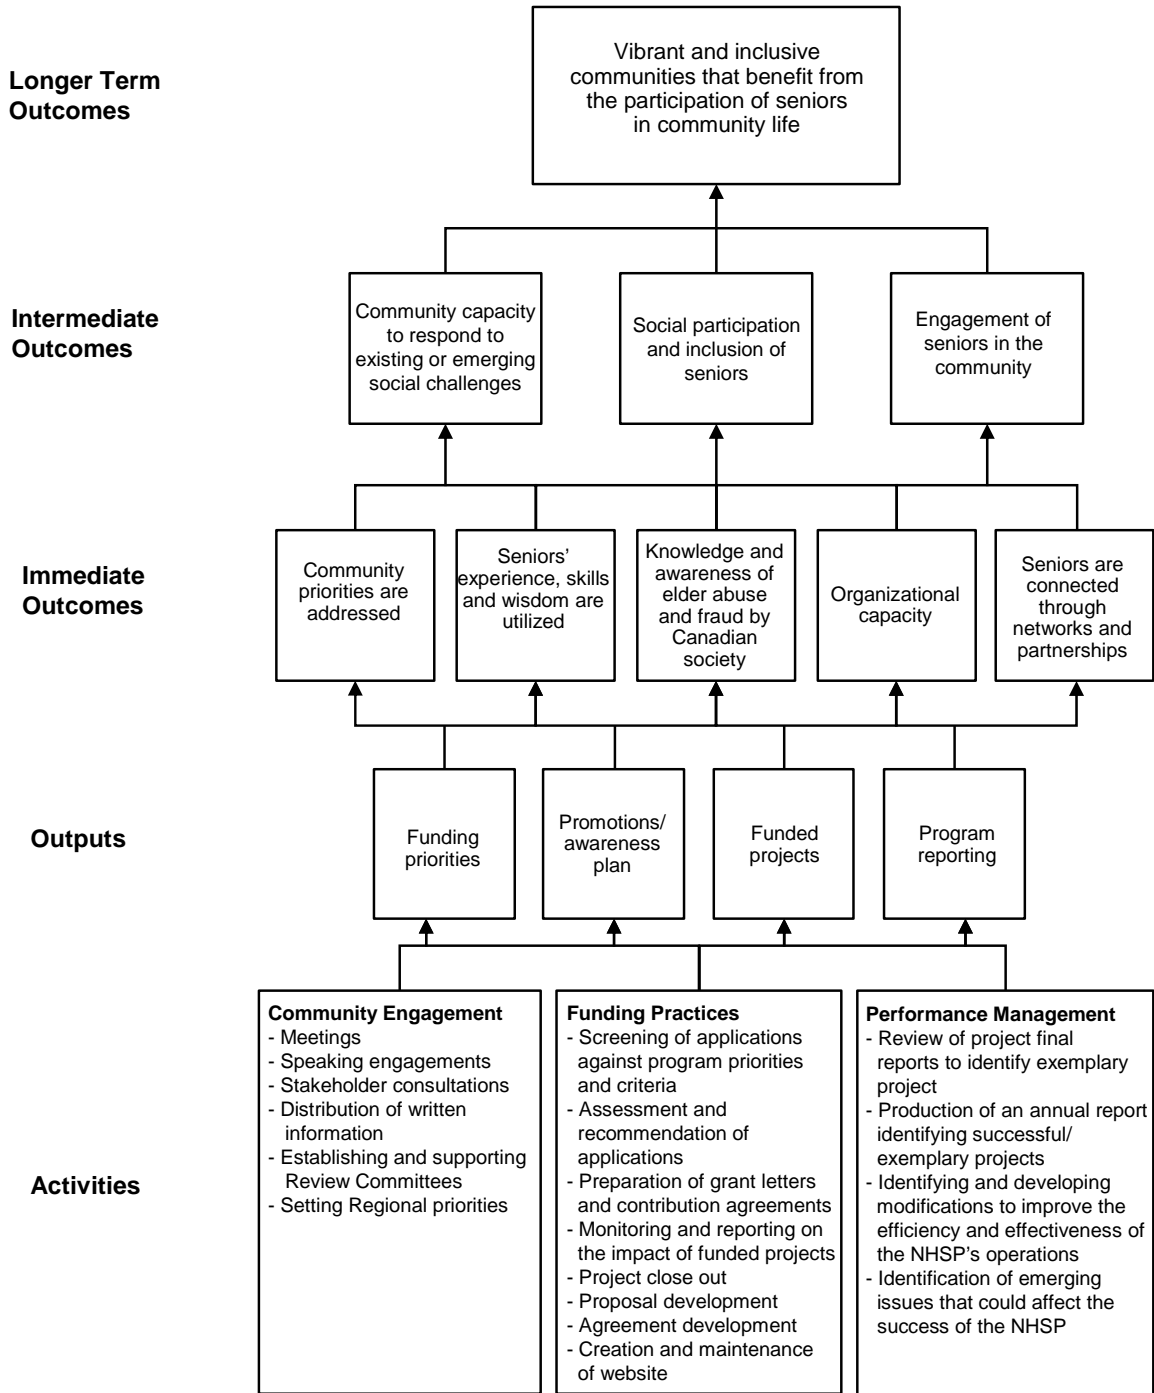 Longer Term
Outcomes
Vibrant and inclusive
communities that benefit from
the participation of seniors
in community life
Intermediate
Outcomes
Community capacity
to respond to
existing or emerging
social challenges
Social participation
and inclusion of
seniors
Engagement of
seniors in the
community
Immediate
Outcomes
Community
priorities are
addressed
Seniors’
experience, skills
and wisdom are
utilized
Knowledge and
awareness of
elder abuse
and fraud by
Canadian
society
Organizational
capacity
Seniors are
connected
through
networks and
partnerships
Outputs
Funding
priorities
Promotions/
awareness
plan
Funded
projects
Program
reporting
Activities
Community Engagement
- Meetings
- Speaking engagements
- Stakeholder consultations
- Distribution of written
information
- Establishing and supporting
Review Committees
- Setting Regional priorities
Funding Practices
- Screening of applications
against program priorities
and criteria
- Assessment and
recommendation of
applications
- Preparation of grant letters
and contribution agreements
- Monitoring and reporting on
the impact of funded projects
- Project close out
- Proposal development
- Agreement development
- Creation and maintenance
of website
Performance Management
- Review of project final
reports to identify exemplary
project
- Production of an annual report
identifying successful/
exemplary projects
- Identifying and developing
modifications to improve the
efficiency and effectiveness of
the NHSP’s operations
- Identification of emerging
issues that could affect the
success of the NHSP